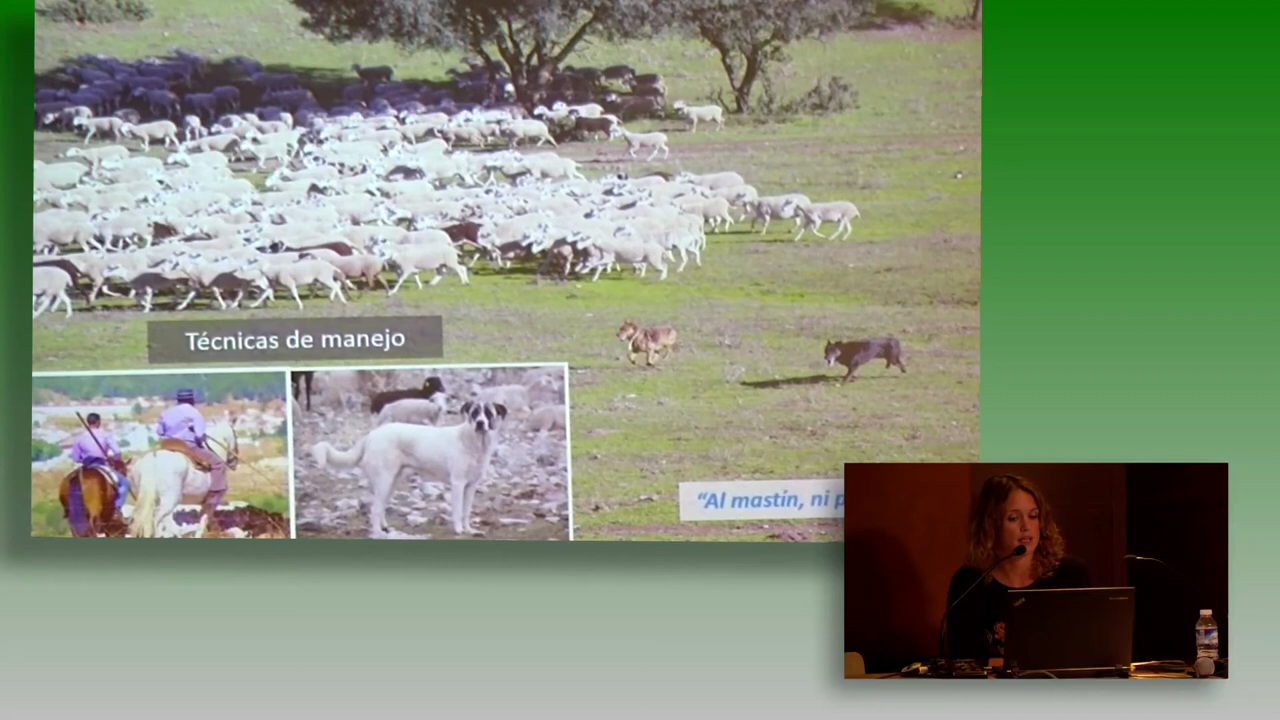 Técnicas de manejo
“Al mastín, ni p